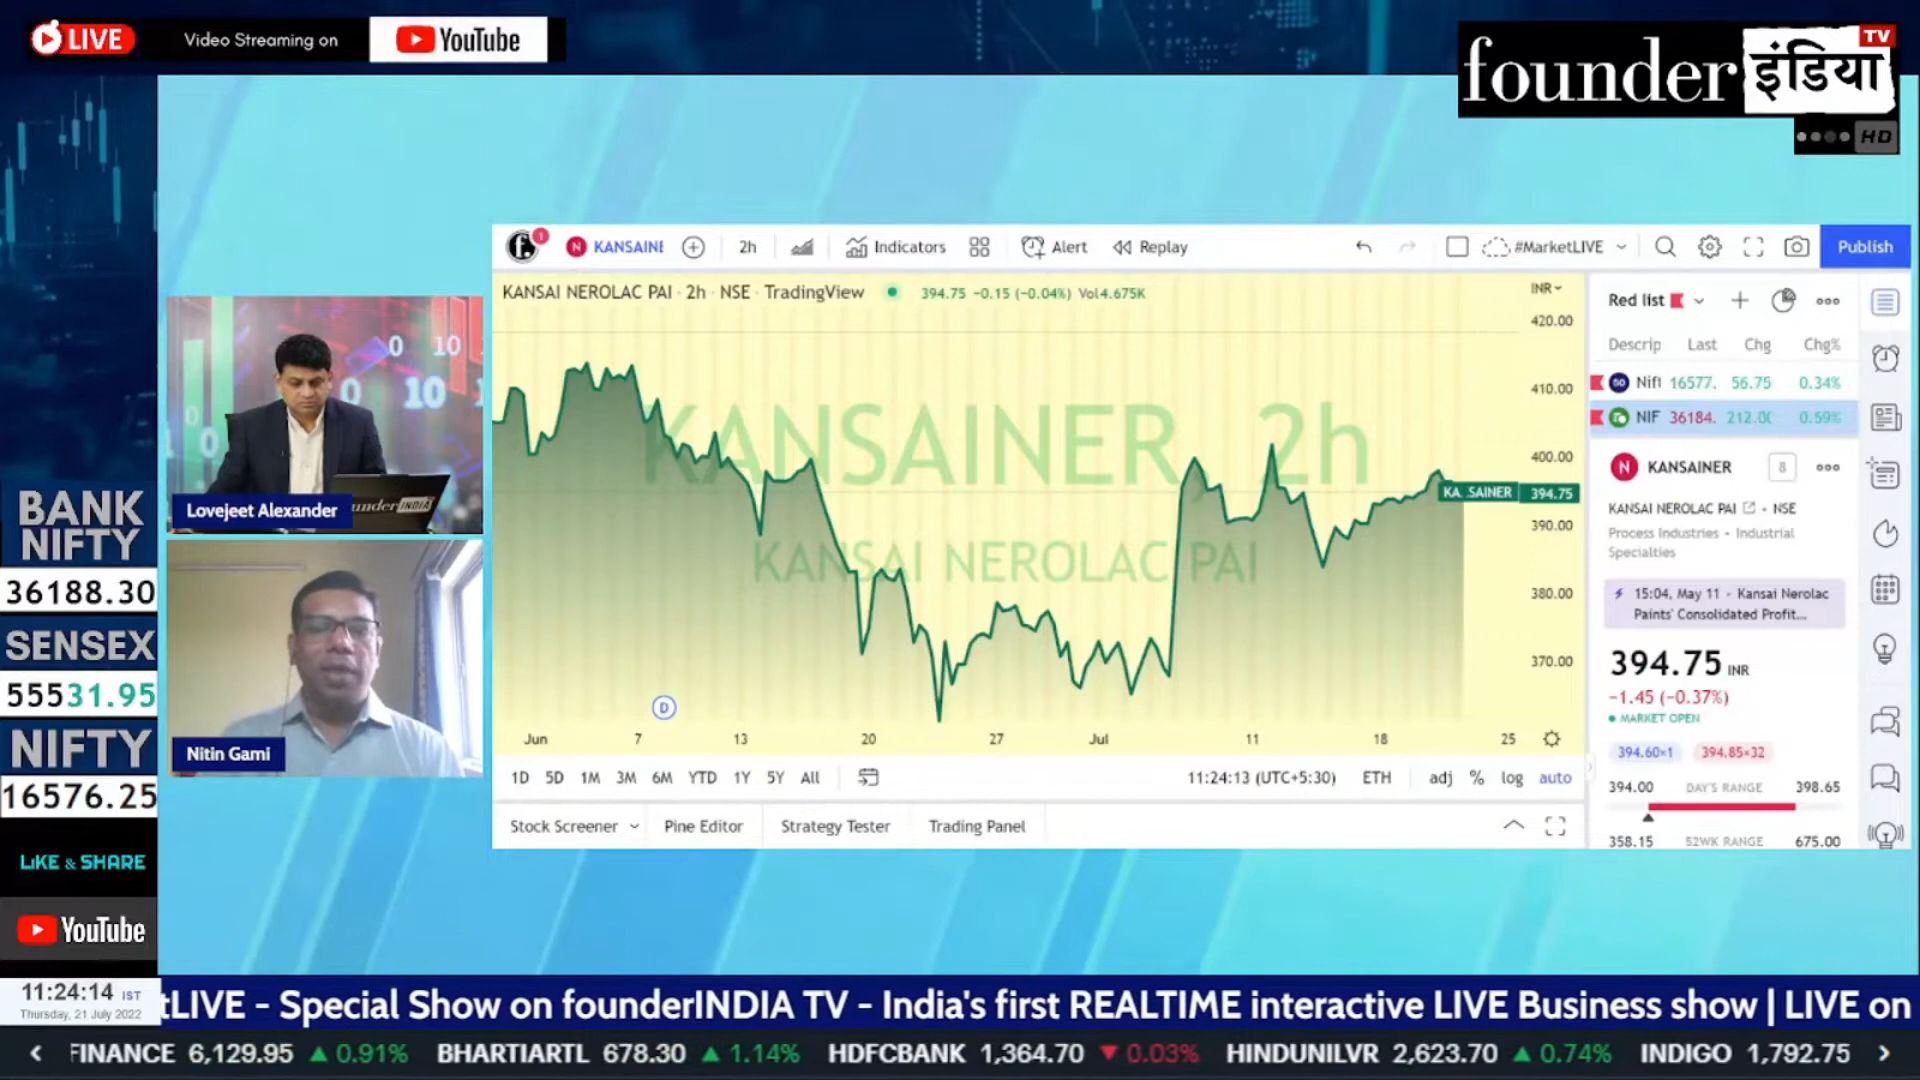 LIVE
Video Streaming on
YouTube
founder इंडिया TV
HD
KANSAINE
2h
Indicators
Alert
Replay
#MarketLIVE
Publish
KANSAI NEROLAC PAI · 2h · NSE · TradingView
394.75 −0.15 (−0.04%) Vol4.675K
INR
420.00
410.00
400.00
394.75
390.00
380.00
370.00
KANSAINER, 2h
KANSAI NEROLAC PAI
KA..SAINER
D
Jun 7 13 20 27 Jul 11 18 25
1D 5D 1M 3M 6M YTD 1Y 5Y All
11:24:13 (UTC+5:30) ETH adj % log auto
Stock Screener Pine Editor Strategy Tester Trading Panel
Red list
Descrip Last Chg Chg%
Nift 16577. 56.75 0.34%
NIF 36184. 212.00 0.59%
N KANSAINER 8
KANSAI NEROLAC PAI • NSE
Process Industries • Industrial
Specialties
15:04, May 11 • Kansai Nerolac
Paints' Consolidated Profit...
394.75 INR
−1.45 (−0.37%)
MARKET OPEN
394.60×1 394.85×32
394.00 DAY'S RANGE 398.65
358.15 52WK RANGE 675.00
0 10
0 10
0
Lovejeet Alexander
founder INDIA
Nitin Gami
BANK
NIFTY
36188.30
SENSEX
55531.95
NIFTY
16576.25
LIKE & SHARE
YouTube
11:24:14 IST
Thursday, 21 July 2022
tLIVE - Special Show on founderINDIA TV - India's first REALTIME interactive LIVE Business show | LIVE on
FINANCE 6,129.95 ▲ 0.91% BHARTIARTL 678.30 ▲ 1.14% HDFCBANK 1,364.70 ▼ 0.03% HINDUNILVR 2,623.70 ▲ 0.74% INDIGO 1,792.75